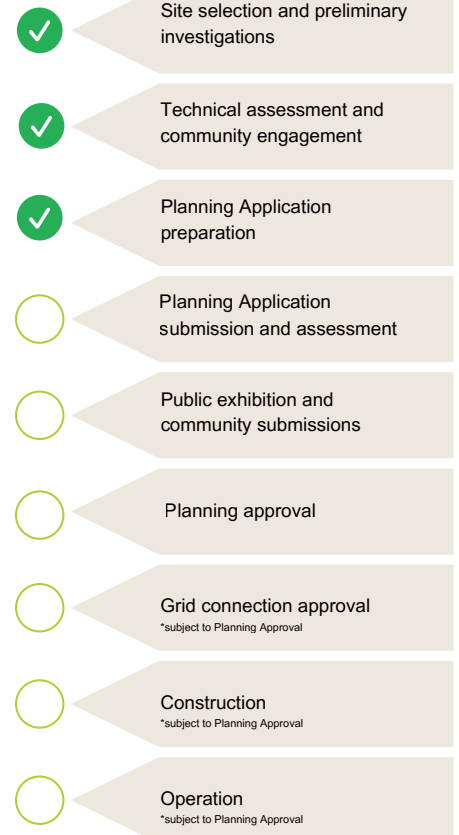 Site selection and preliminary
investigations
Technical assessment and
community engagement
Planning Application
preparation
Planning Application
submission and assessment
Public exhibition and
community submissions
Planning approval
Grid connection approval
*subject to Planning Approval
Construction
*subject to Planning Approval
Operation
*subject to Planning Approval